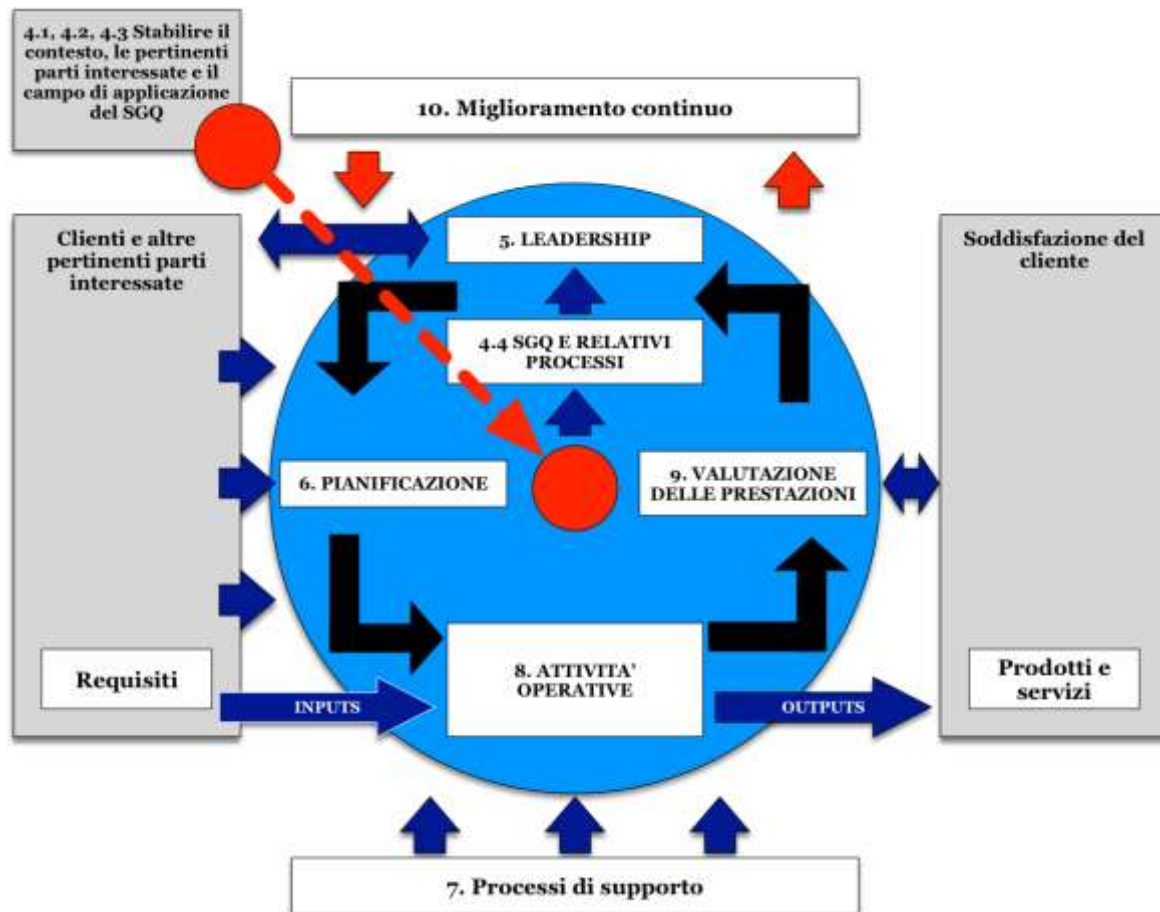 4.1, 4.2, 4.3 Stabilire il
contesto, le pertinenti
parti interessate e il
campo di applicazione
del SGQ
10. Miglioramento continuo
Clienti e altre
pertinenti parti
interessate
5. LEADERSHIP
Soddisfazione del
cliente
4.4 SGQ E RELATIVI
PROCESSI
6. PIANIFICAZIONE
9. VALUTAZIONE
DELLE PRESTAZIONI
Requisiti
8. ATTIVITA'
OPERATIVE
Prodotti e
servizi
INPUTS
OUTPUTS
7. Processi di supporto